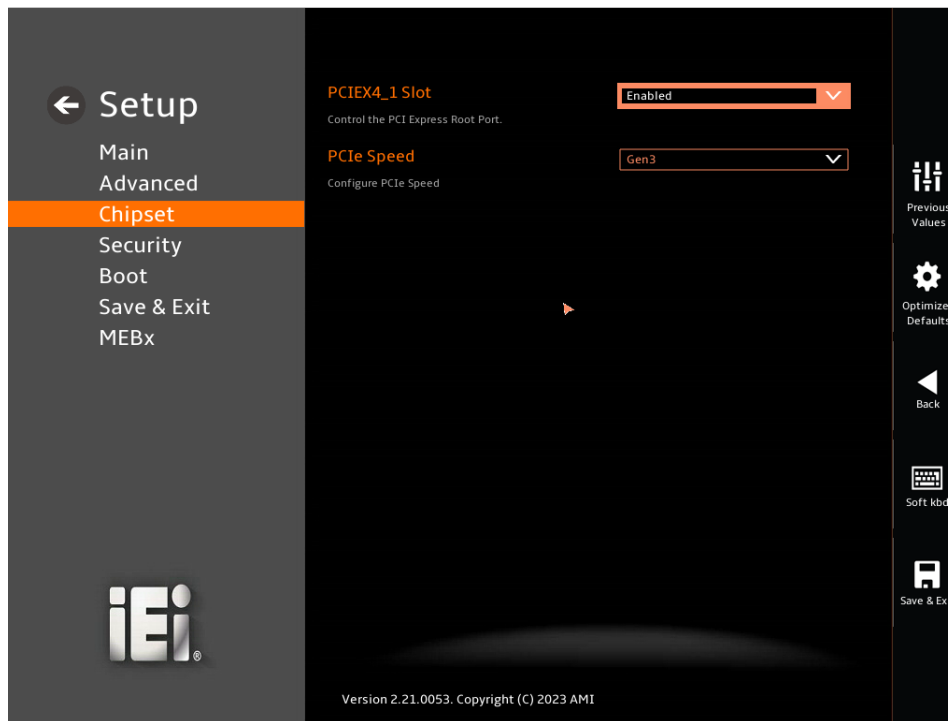 Setup
Main
Advanced
Chipset
Security
Boot
Save & Exit
MEBx
PCIEX4_1 Slot
Enabled
Control the PCI Express Root Port.
PCIe Speed
Gen3
Configure PCIe Speed
Previous
Values
Optimize
Defaults
Back
Soft kbd
Save & Ex
iEi
®
Version 2.21.0053. Copyright (C) 2023 AMI